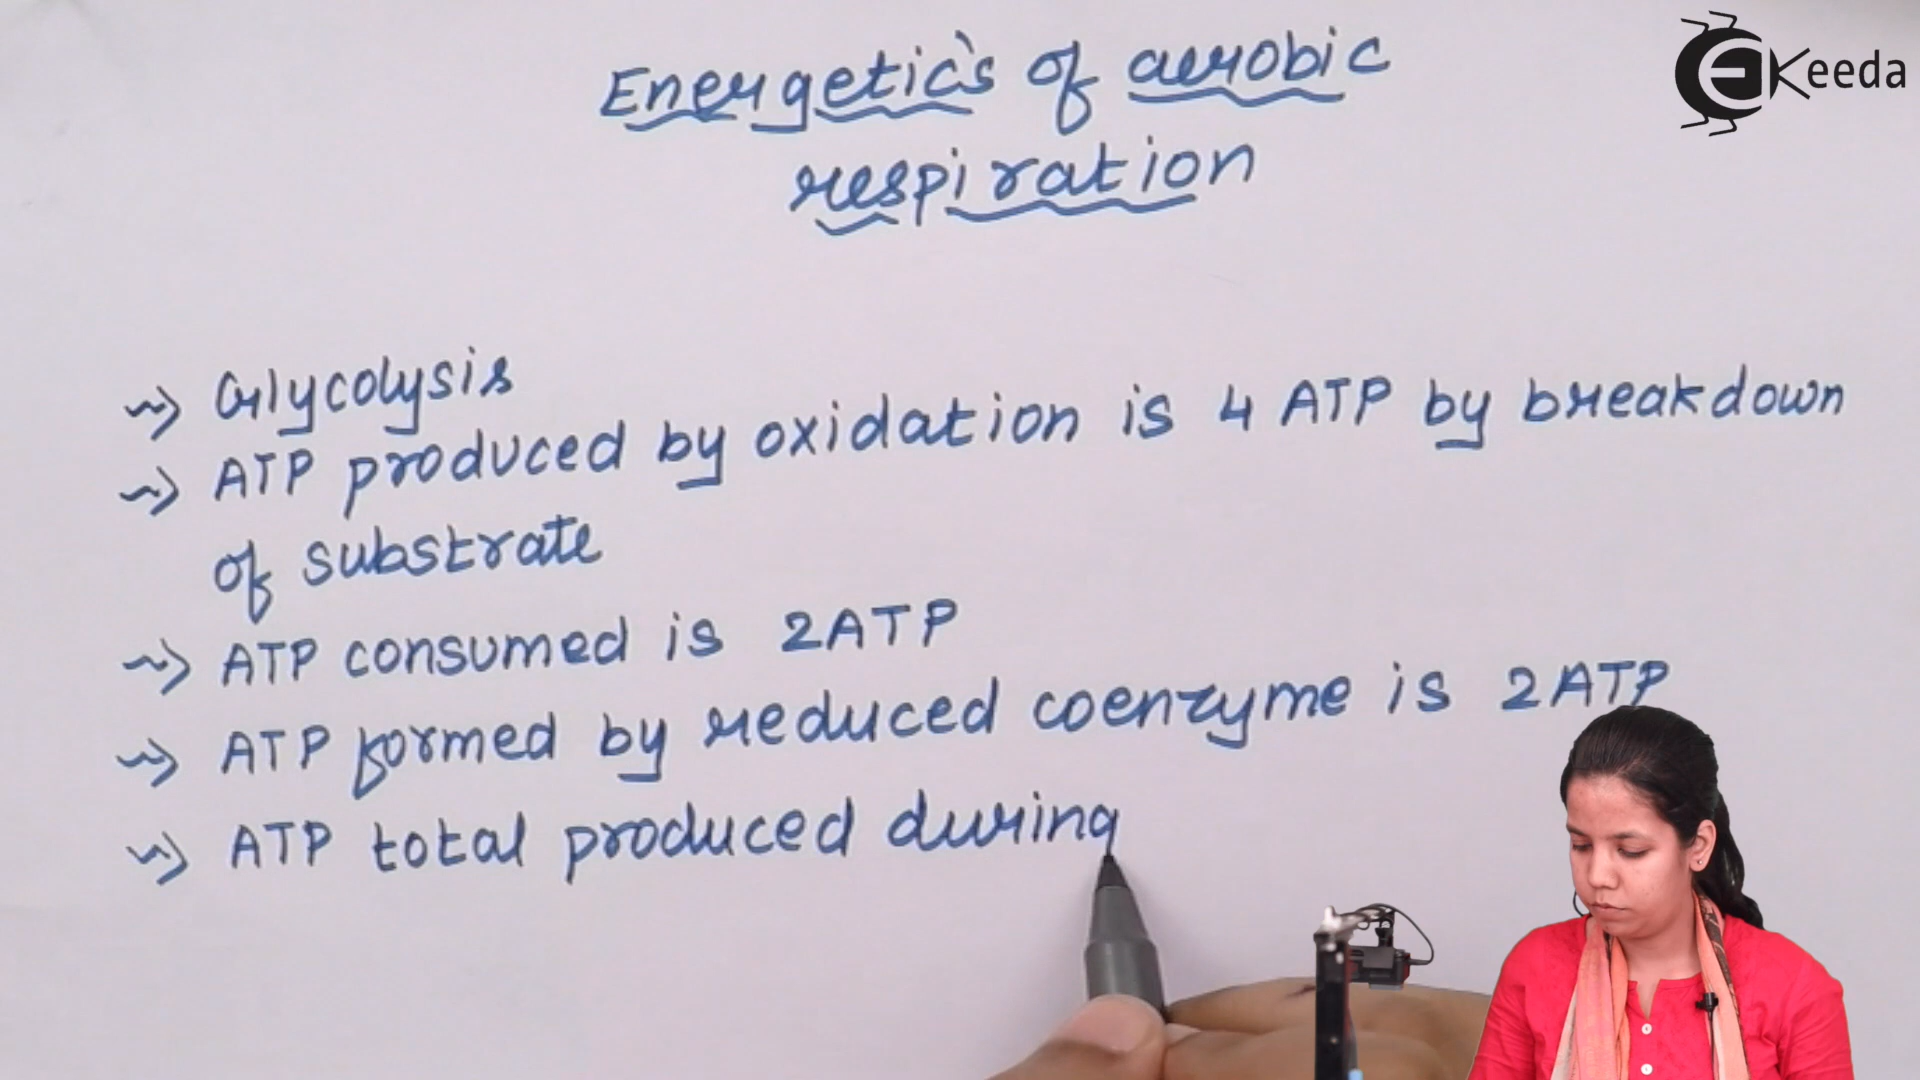 Energetic's of aerobic
respiration
Keeda
~> Glycolysis
~> ATP produced by oxidation is 4 ATP by breakdown
of substrate
~> ATP consumed is 2ATP
~> ATP formed by reduced coenzyme is 2ATP
~> ATP total produced during